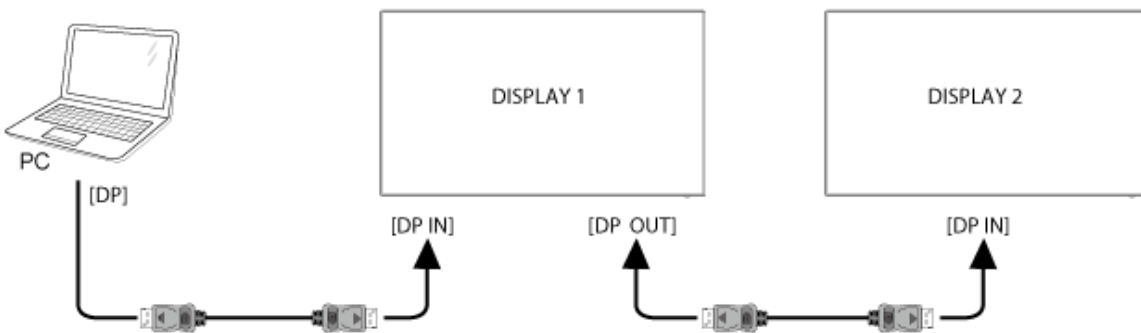 DISPLAY 1
DISPLAY 2
PC
[DP]
[DP IN]
[DP OUT]
[DP IN]